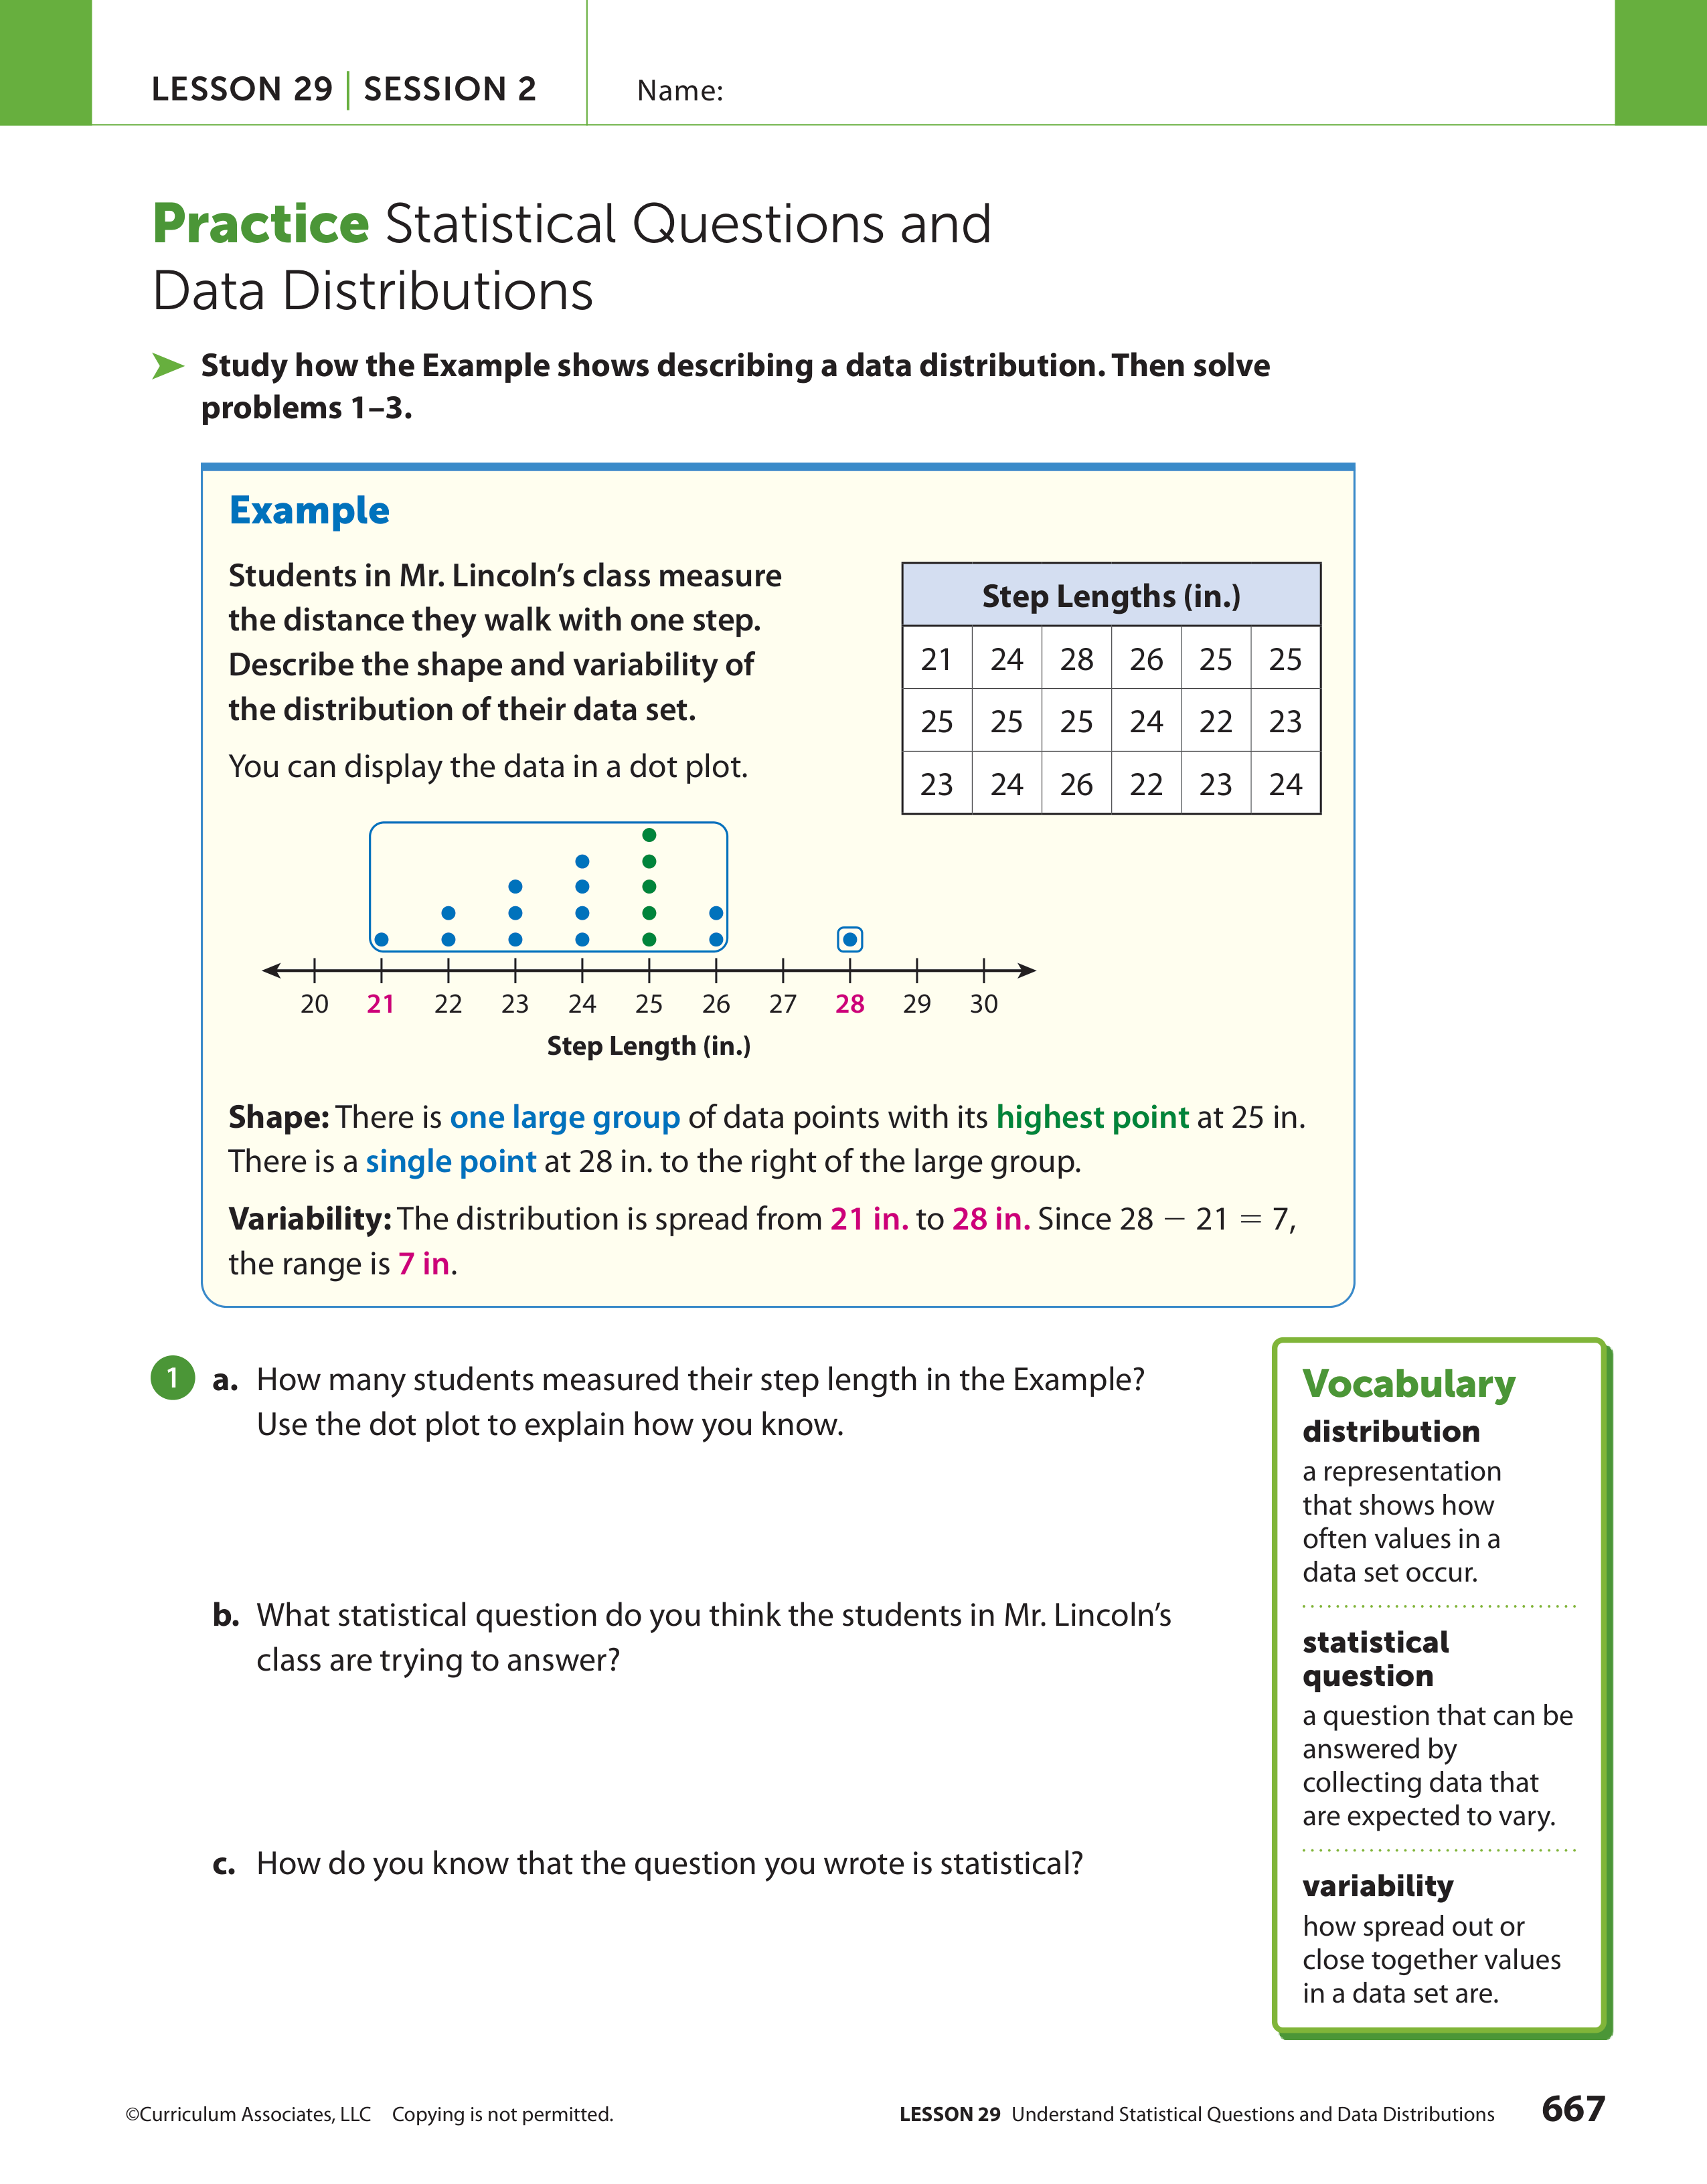 LESSON 29 | SESSION 2
Name:
Practice Statistical Questions and
Data Distributions
Study how the Example shows describing a data distribution. Then solve
problems 1–3.
Example
Students in Mr. Lincoln's class measure
the distance they walk with one step.
Describe the shape and variability of
the distribution of their data set.
You can display the data in a dot plot.
Step Lengths (in.)
21 24 28 26 25 25
25 25 25 24 22 23
23 24 26 22 23 24
20 21 22 23 24 25 26 27 28 29 30
Step Length (in.)
Shape: There is one large group of data points with its highest point at 25 in.
There is a single point at 28 in. to the right of the large group.
Variability: The distribution is spread from 21 in. to 28 in. Since 28 − 21 = 7,
the range is 7 in.
1 a. How many students measured their step length in the Example?
Use the dot plot to explain how you know.
b. What statistical question do you think the students in Mr. Lincoln's
class are trying to answer?
c. How do you know that the question you wrote is statistical?
Vocabulary
distribution
a representation
that shows how
often values in a
data set occur.
statistical
question
a question that can be
answered by
collecting data that
are expected to vary.
variability
how spread out or
close together values
in a data set are.
©Curriculum Associates, LLC Copying is not permitted.
LESSON 29 Understand Statistical Questions and Data Distributions 667